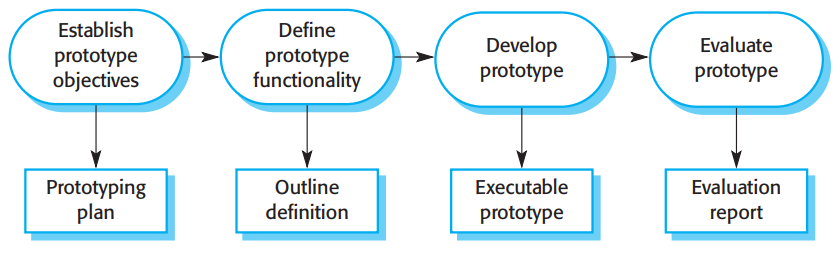 Establish
prototype
objectives
Define
prototype
functionality
Develop
prototype
Evaluate
prototype
Prototyping
plan
Outline
definition
Executable
prototype
Evaluation
report